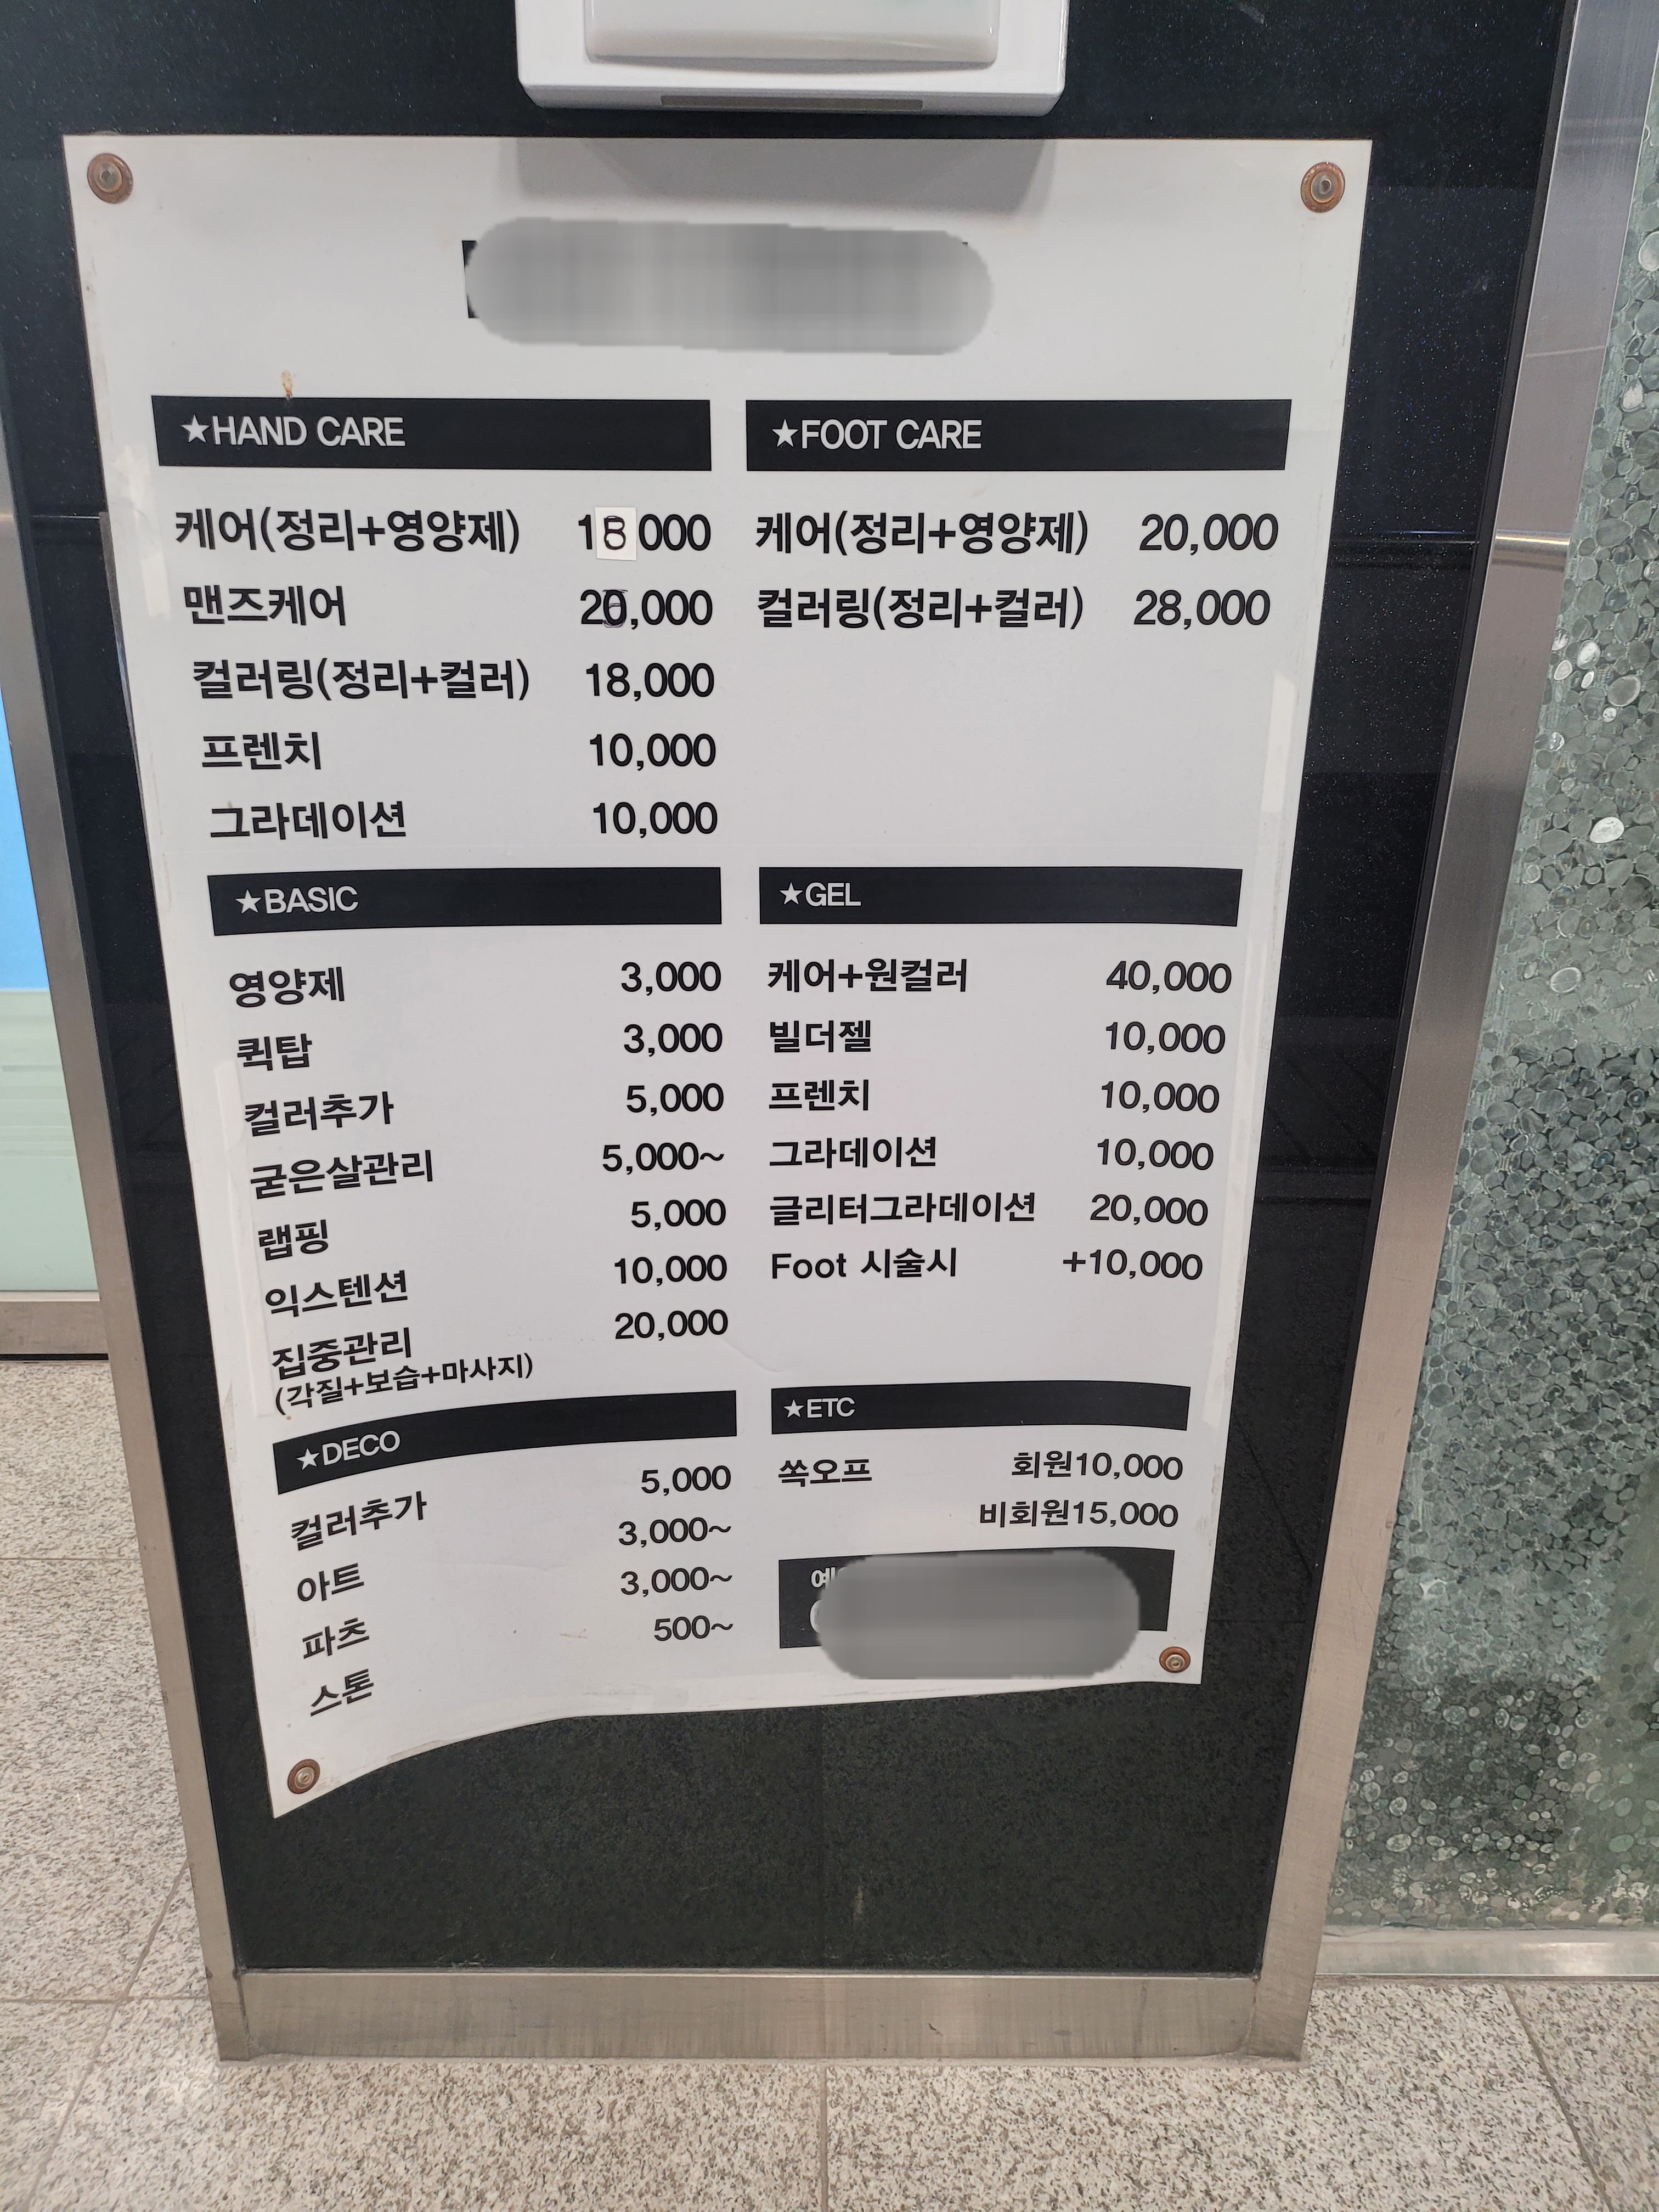 ★HAND CARE
케어(정리+영양제) 18,000
맨즈케어 20,000
컬러링(정리+컬러) 18,000
프렌치 10,000
그라데이션 10,000
★FOOT CARE
케어(정리+영양제) 20,000
컬러링(정리+컬러) 28,000
★BASIC
영양제 3,000
퀵탑 3,000
컬러추가 5,000
굳은살관리 5,000~
랩핑 5,000
익스텐션 10,000
집중관리 20,000
(각질+보습+마사지)
★GEL
케어+원컬러 40,000
빌더젤 10,000
프렌치 10,000
그라데이션 10,000
글리터그라데이션 20,000
Foot 시술시 +10,000
★DECO
컬러추가 5,000
아트 3,000~
파츠 3,000~
스톤 500~
★ETC
쏙오프 회원10,000
비회원15,000